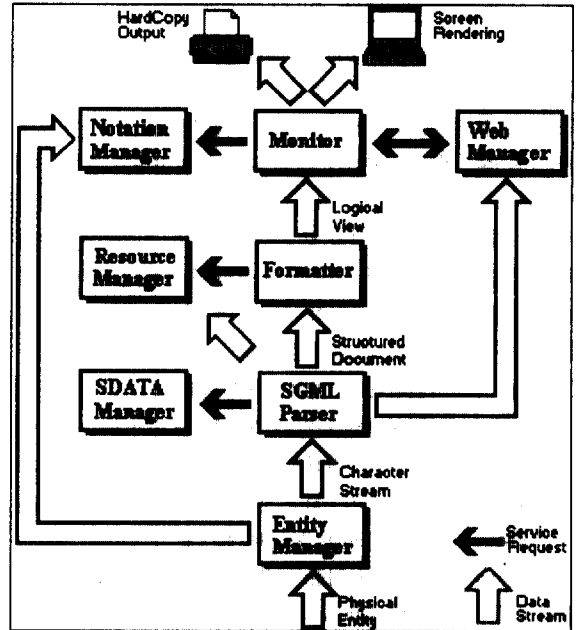 HardCopy
Output
Screen
Rendering
Notation
Manager
Monitor
Web
Manager
Logical
View
Resource
Manager
Formatter
Structured
Document
SDATA
Manager
SGML
Parser
Character
Stream
Entity
Manager
Service
Request
Physical
Entity
Data
Stream